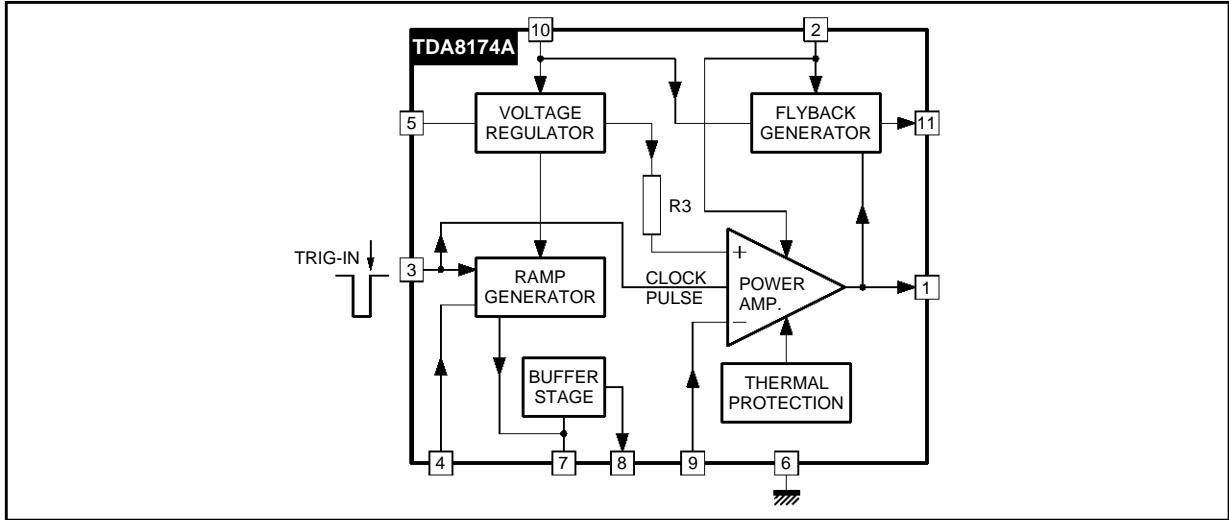 TDA8174A
10
2
5
VOLTAGE
REGULATOR
FLYBACK
GENERATOR
11
R3
TRIG-IN
3
RAMP
GENERATOR
CLOCK
PULSE
+
POWER
AMP.
−
1
BUFFER
STAGE
THERMAL
PROTECTION
4
7
8
9
6